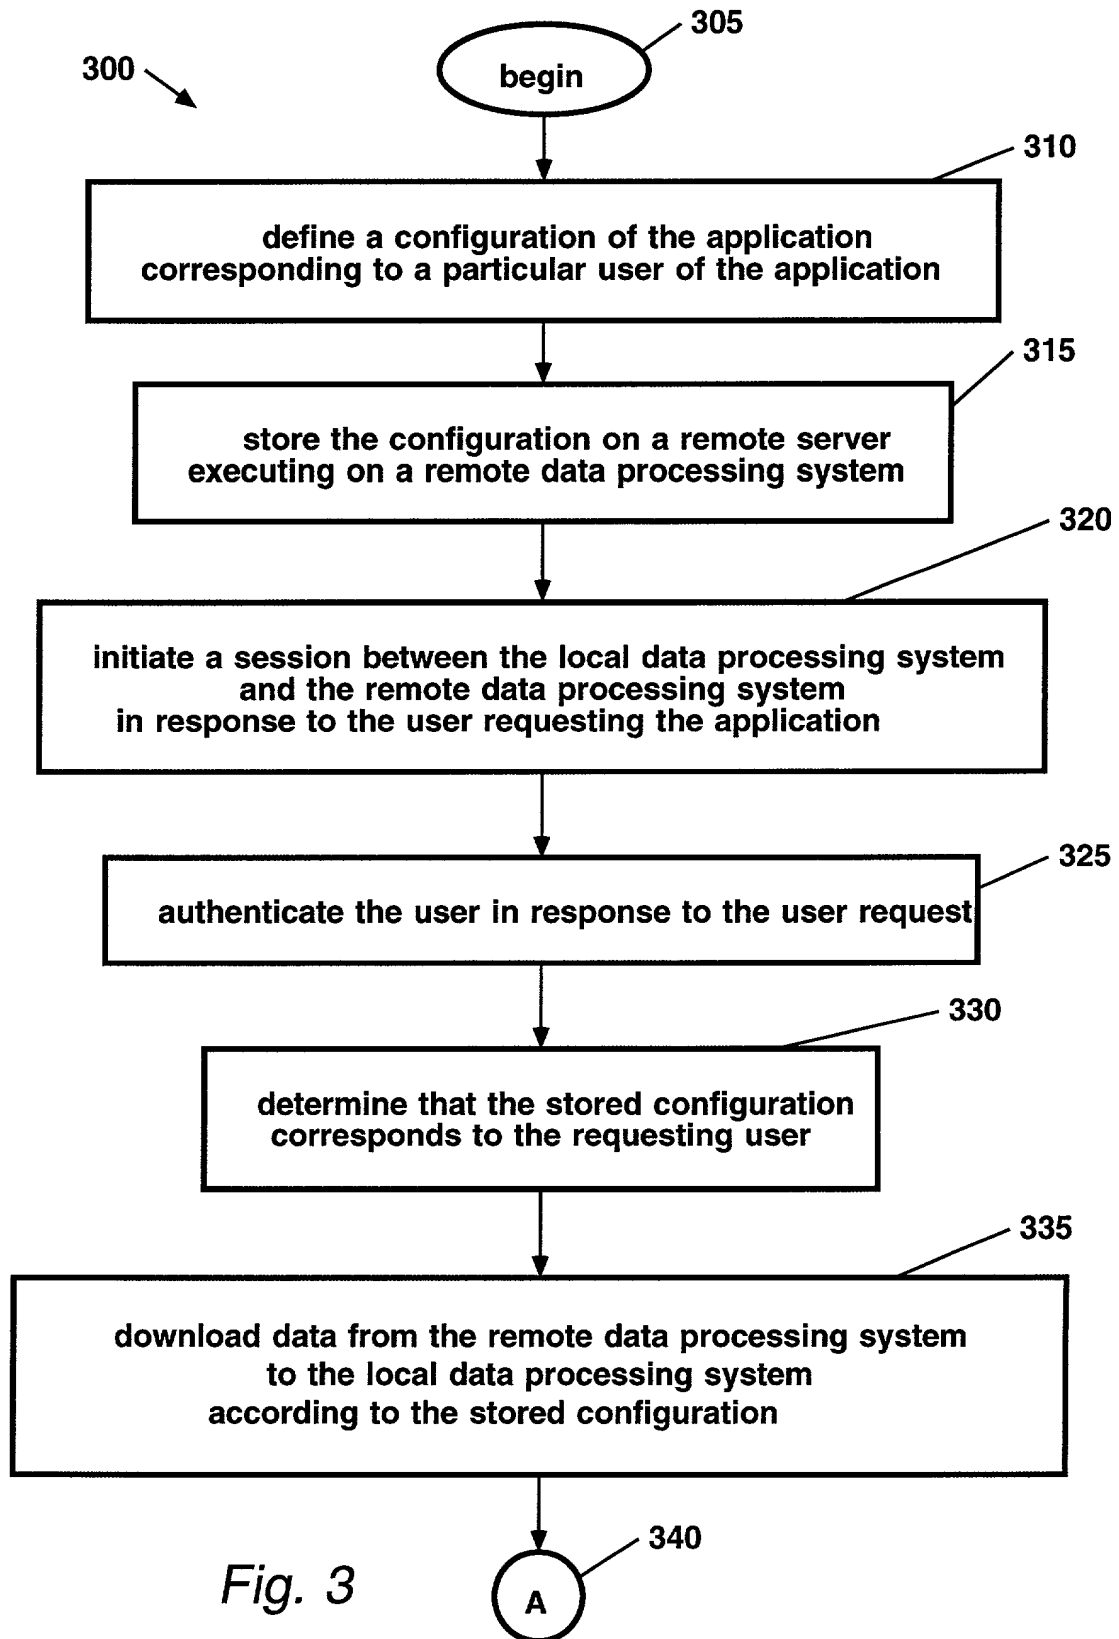 305
300
begin
310
define a configuration of the application
corresponding to a particular user of the application
315
store the configuration on a remote server
executing on a remote data processing system
320
initiate a session between the local data processing system
and the remote data processing system
in response to the user requesting the application
325
authenticate the user in response to the user request
330
determine that the stored configuration
corresponds to the requesting user
335
download data from the remote data processing system
to the local data processing system
according to the stored configuration
340
Fig. 3
A